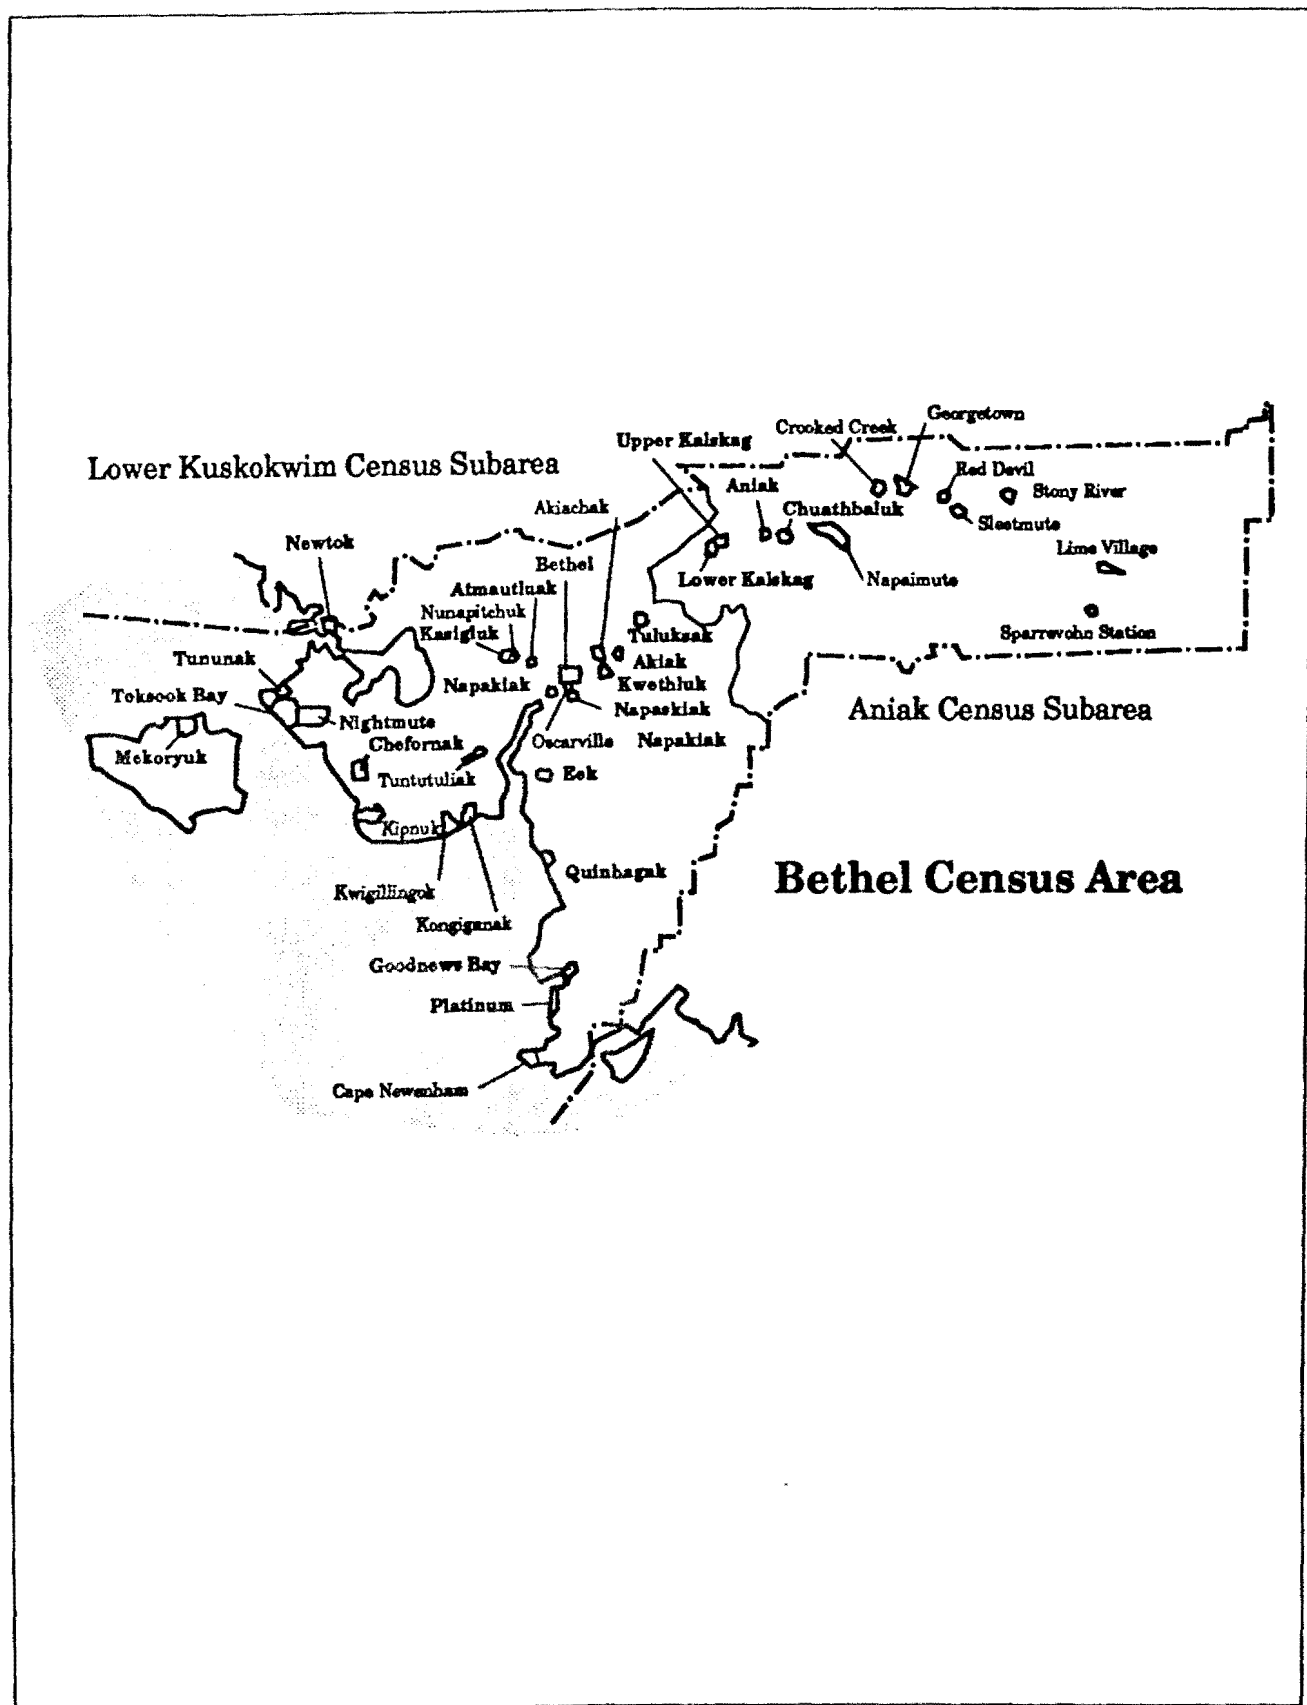 Georgetown
Crooked Creek
Upper Kalskag
Lower Kuskokwim Census Subarea
Red Devil
Aniak
Stony River
Akiachak
Chuathbaluk
Sleetmute
Newtok
Lime Village
Bethel
Lower Kalskag
Napaimute
Atmautluak
Nunapitchuk
Kasigluk
Tuluksak
Sparrevohn Station
Tununak
Akiak
Napakiak
Kwethluk
Toksook Bay
Nightmute
Napaskiak
Aniak Census Subarea
Chefornak
Oscarville
Napakiak
Mekoryuk
Tuntutuliak
Eek
Kipnuk
Quinhagak
Bethel Census Area
Kwigillingok
Kongiganak
Goodnews Bay
Platinum
Cape Newenham